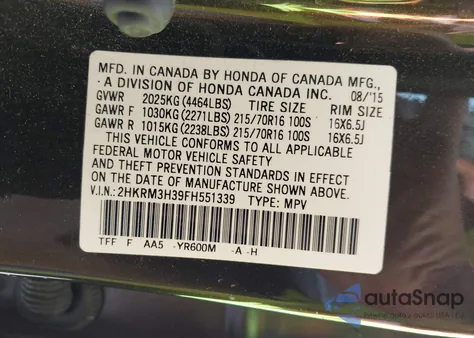 MFD. IN CANADA BY HONDA OF CANADA MFG.,
A DIVISION OF HONDA CANADA INC. 08/'15
GVWR 2025KG (4464LBS) TIRE SIZE RIM SIZE
GAWR F 1030KG (2271LBS) 215/70R16 100S 16X6.5J
GAWR R 1015KG (2238LBS) 215/70R16 100S 16X6.5J
THIS VEHICLE CONFORMS TO ALL APPLICABLE
FEDERAL MOTOR VEHICLE SAFETY
AND THEFT PREVENTION STANDARDS IN EFFECT
ON THE DATE OF MANUFACTURE SHOWN ABOVE.
V.I.N.: 2HKRM3H39FH551339 TYPE: MPV
TFF F AA5 -YR600M -A -H
autoSnap